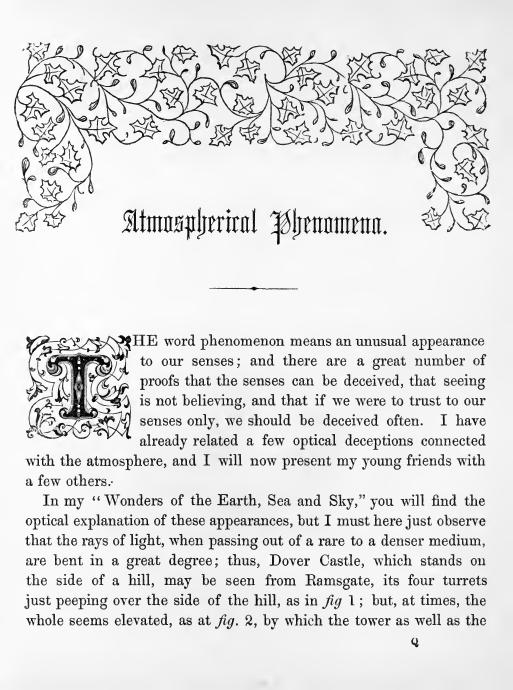 Atmospherical Phenomena.
THE word phenomenon means an unusual appearance
to our senses; and there are a great number of
proofs that the senses can be deceived, that seeing
is not believing, and that if we were to trust to our
senses only, we should be deceived often. I have
already related a few optical deceptions connected
with the atmosphere, and I will now present my young friends with
a few others.
In my "Wonders of the Earth, Sea and Sky," you will find the
optical explanation of these appearances, but I must here just observe
that the rays of light, when passing out of a rare to a denser medium,
are bent in a great degree; thus, Dover Castle, which stands on
the side of a hill, may be seen from Ramsgate, its four turrets
just peeping over the side of the hill, as in fig 1; but, at times, the
whole seems elevated, as at fig. 2, by which the tower as well as the
Q